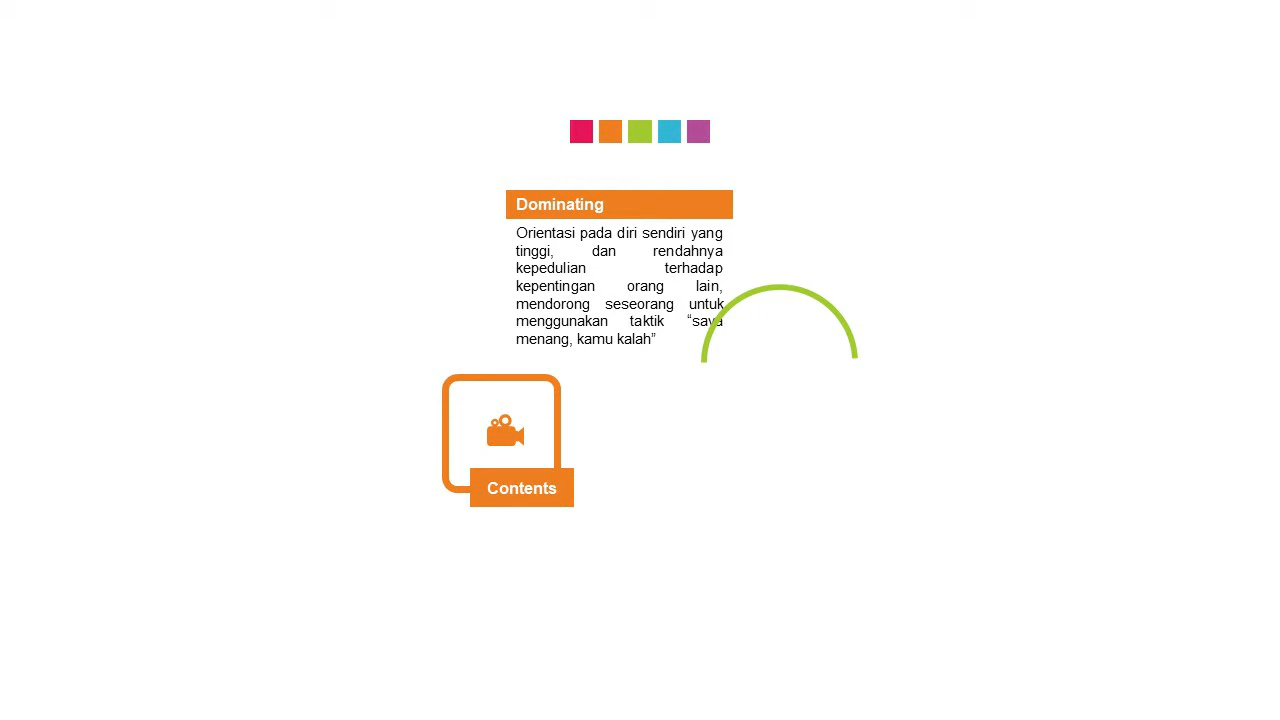 Dominating
Orientasi pada diri sendiri yang
tinggi, dan rendahnya
kepedulian terhadap
kepentingan orang lain,
mendorong seseorang untuk
menggunakan taktik “saya
menang, kamu kalah”
Contents